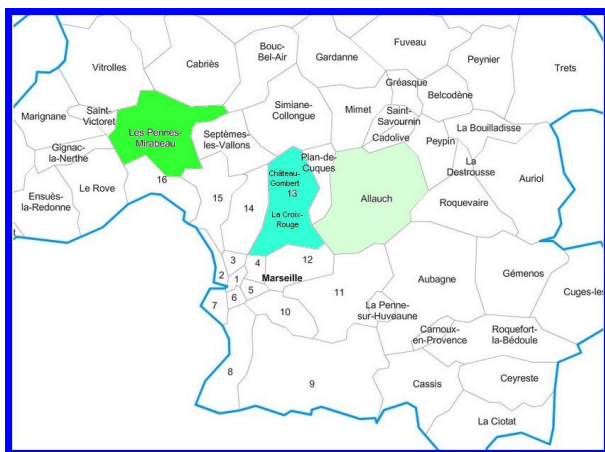 Fuveau
Bouc-
Bel-Air
Gardanne
Peynier
Trets
Vitrolles
Cabriès
Gréasque
Belcodène
Marignane
Saint-
Victoret
Simiane-
Collongue
Mimet
Saint-
Savournin
Les Pennes-
Mirabeau
Septèmes-
les-Vallons
Cadolive
Peypin
La Bouilladisse
Gignac-
la-Nerthe
Plan-de-
Cuques
La
Destrousse
Auriol
Ensuès-
la-Redonne
Le Rove
16
Château-
Gombert
13
15
14
Allauch
Roquevaire
La Croix-
Rouge
3
4
12
2
1
Marseille
Aubagne
Gémenos
5
6
11
Cuges-les
7
10
La Penne-
sur-Huveaune
Carnoux-
en-Provence
Roquefort-
la-Bédoule
8
9
Cassis
Ceyreste
La Ciotat